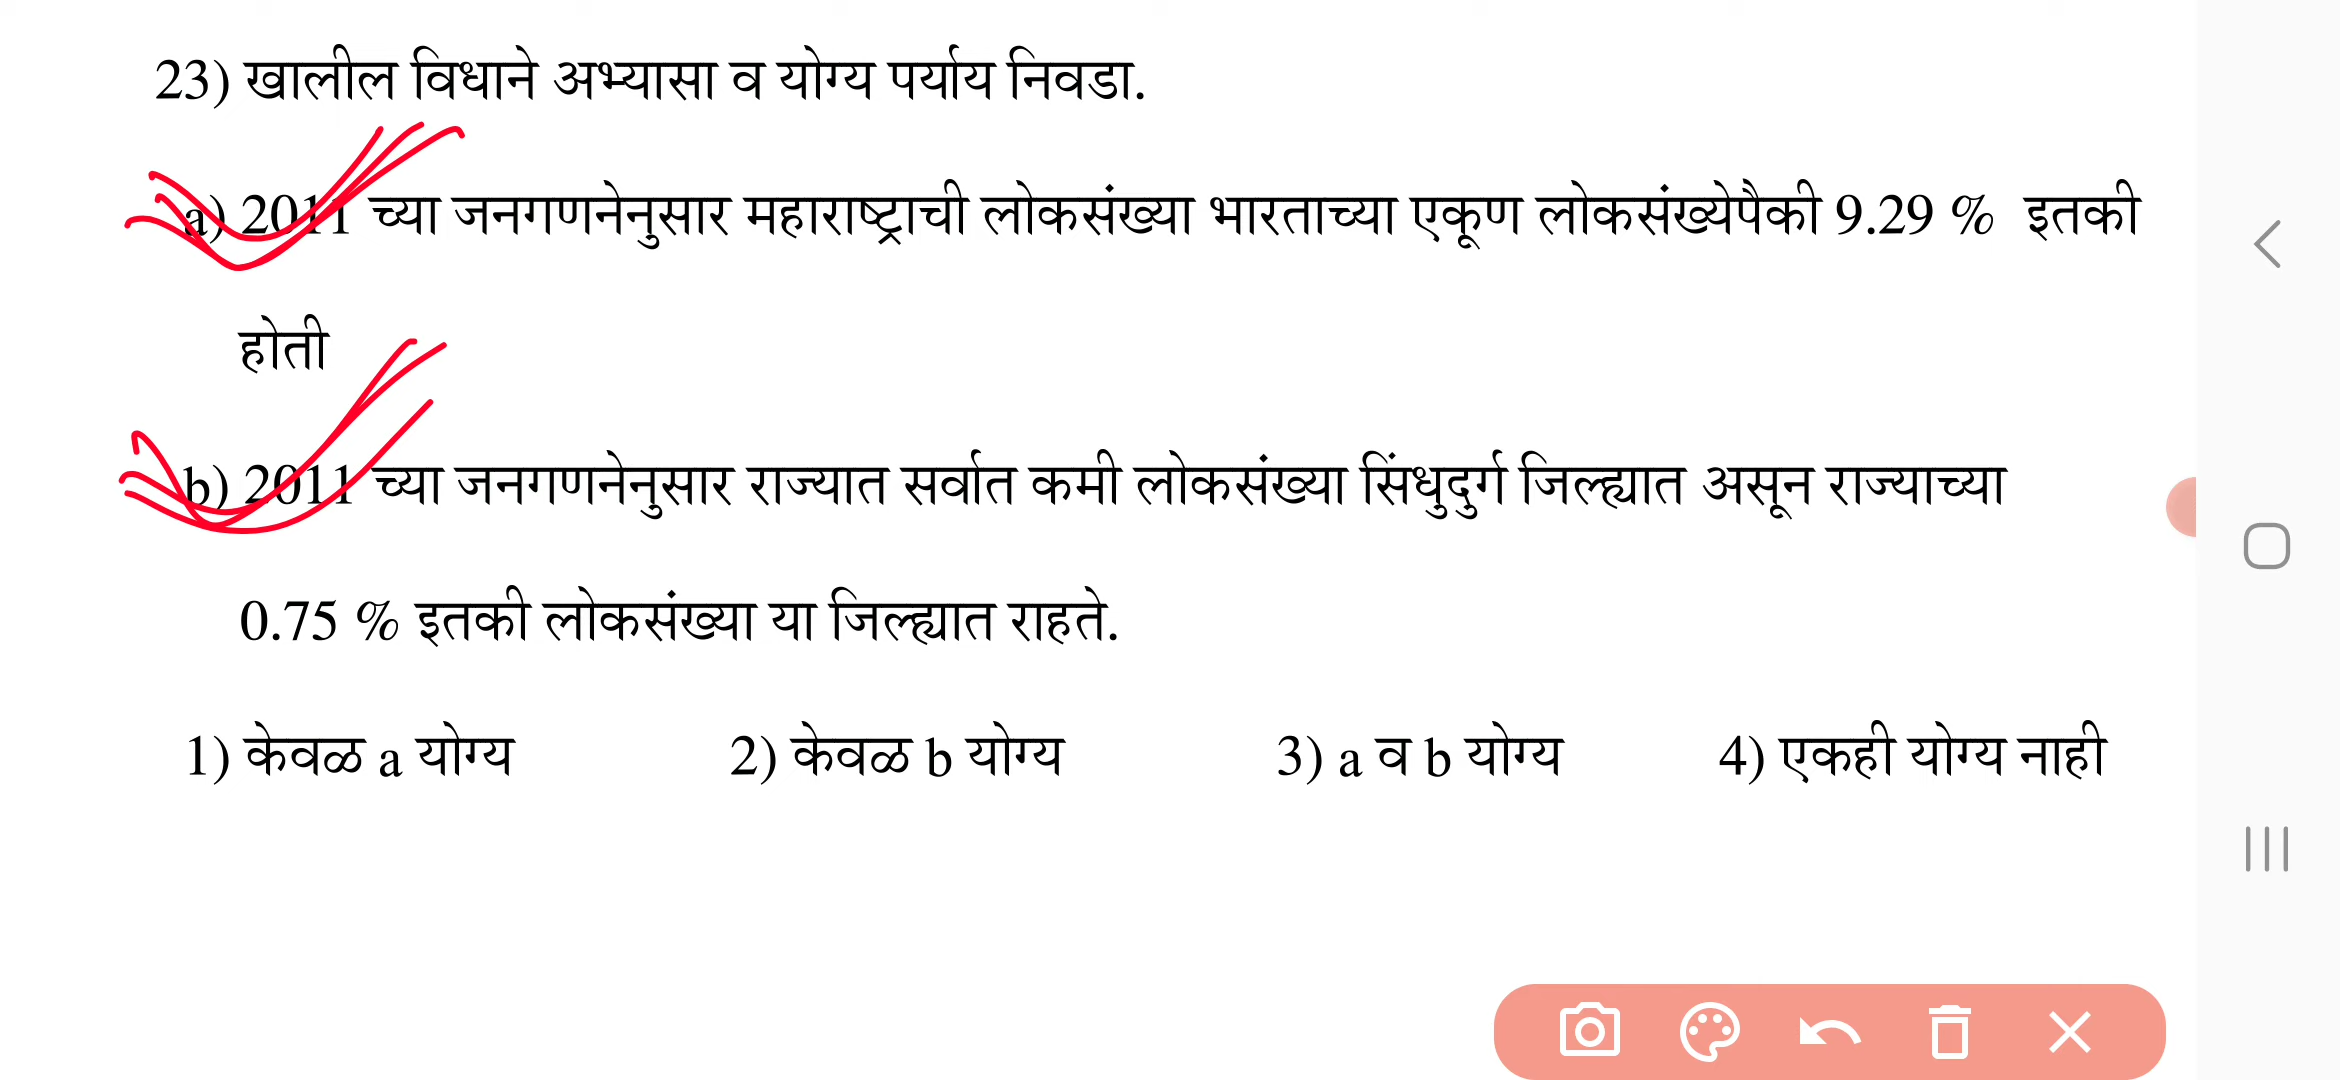 23) खालील विधाने अभ्यासा व योग्य पर्याय निवडा.
a) 2011 च्या जनगणनेनुसार महाराष्ट्राची लोकसंख्या भारताच्या एकूण लोकसंख्येपैकी 9.29 % इतकी
होती
b) 2011 च्या जनगणनेनुसार राज्यात सर्वात कमी लोकसंख्या सिंधुदुर्ग जिल्ह्यात असून राज्याच्या
0.75 % इतकी लोकसंख्या या जिल्ह्यात राहते.
1) केवळ a योग्य 2) केवळ b योग्य 3) a व b योग्य 4) एकही योग्य नाही